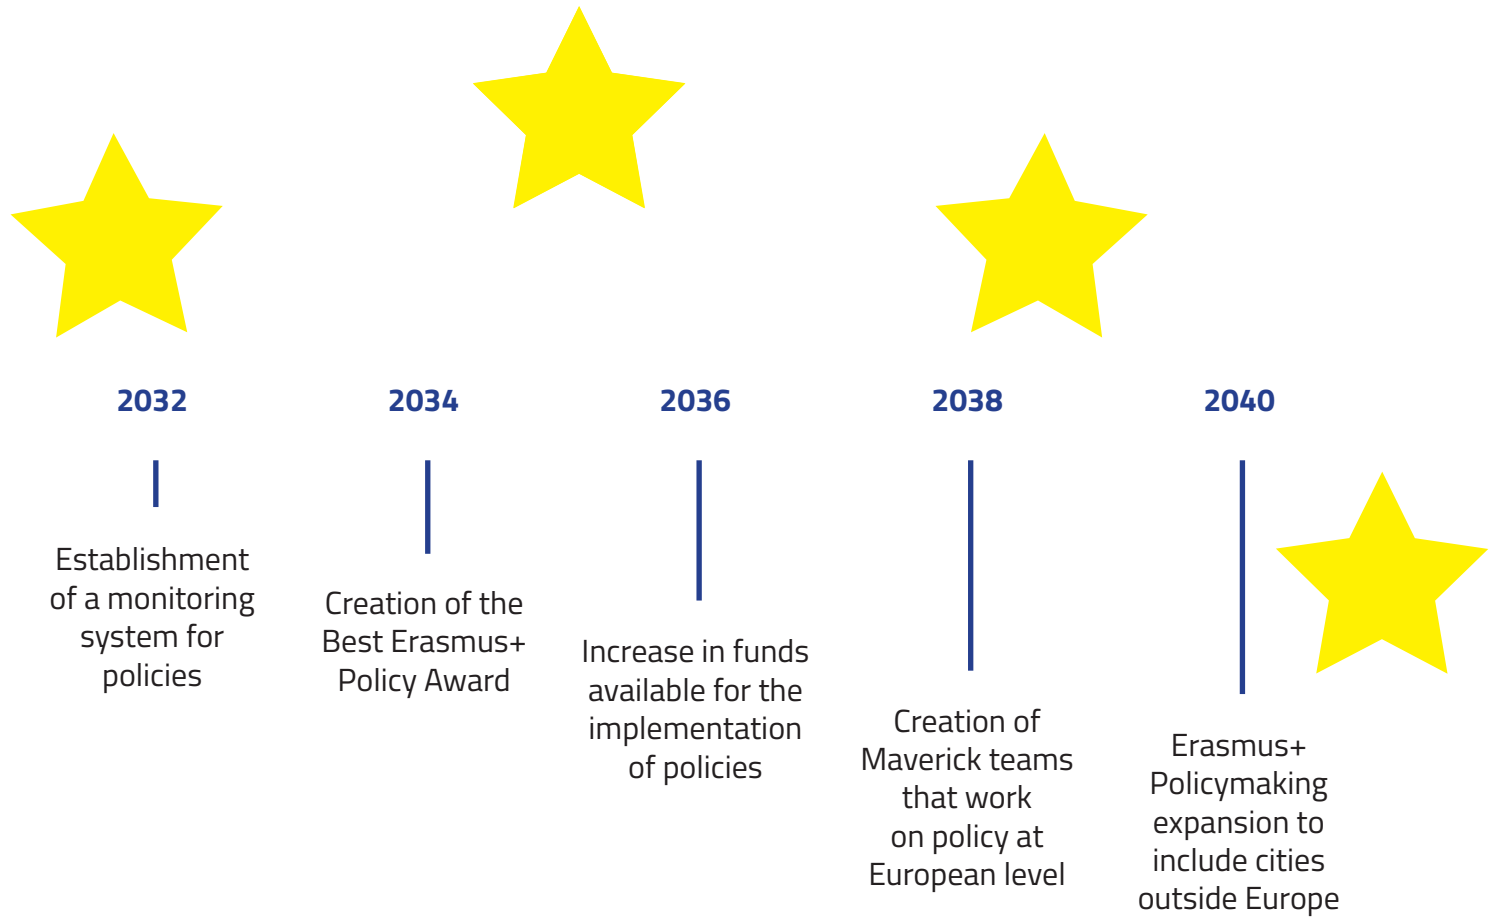 2032
Establishment
of a monitoring
system for
policies
2034
Creation of the
Best Erasmus+
Policy Award
2036
Increase in funds
available for the
implementation
of policies
2038
Creation of
Maverick teams
that work
on policy at
European level
2040
Erasmus+
Policymaking
expansion to
include cities
outside Europe